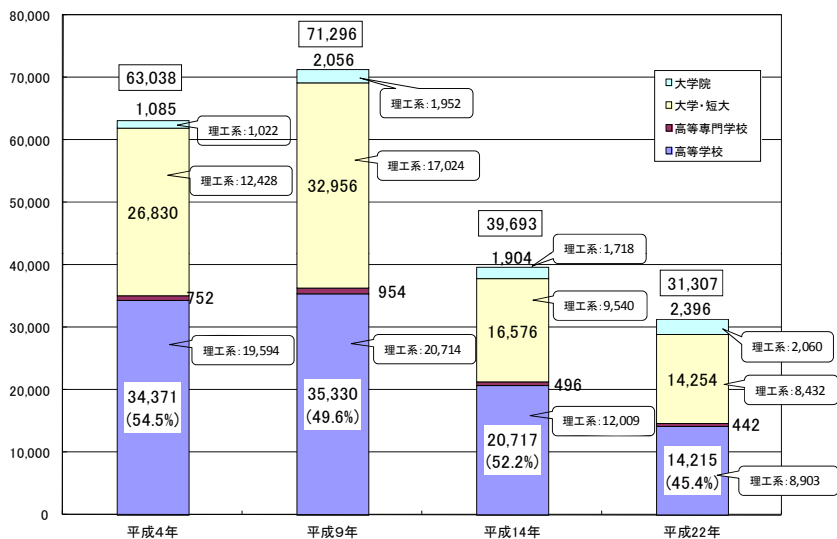 80,000
70,000
60,000
50,000
40,000
30,000
20,000
10,000
0
63,038
1,085
理工系:1,022
理工系:12,428
26,830
752
理工系:19,594
34,371
(54.5%)
平成4年
71,296
2,056
理工系:1,952
理工系:17,024
32,956
954
理工系:20,714
35,330
(49.6%)
平成9年
39,693
1,904
理工系:1,718
理工系:9,540
16,576
496
理工系:12,009
20,717
(52.2%)
平成14年
31,307
2,396
理工系:2,060
14,254
理工系:8,432
442
14,215
(45.4%)
理工系:8,903
平成22年
大学院
大学・短大
高等専門学校
高等学校